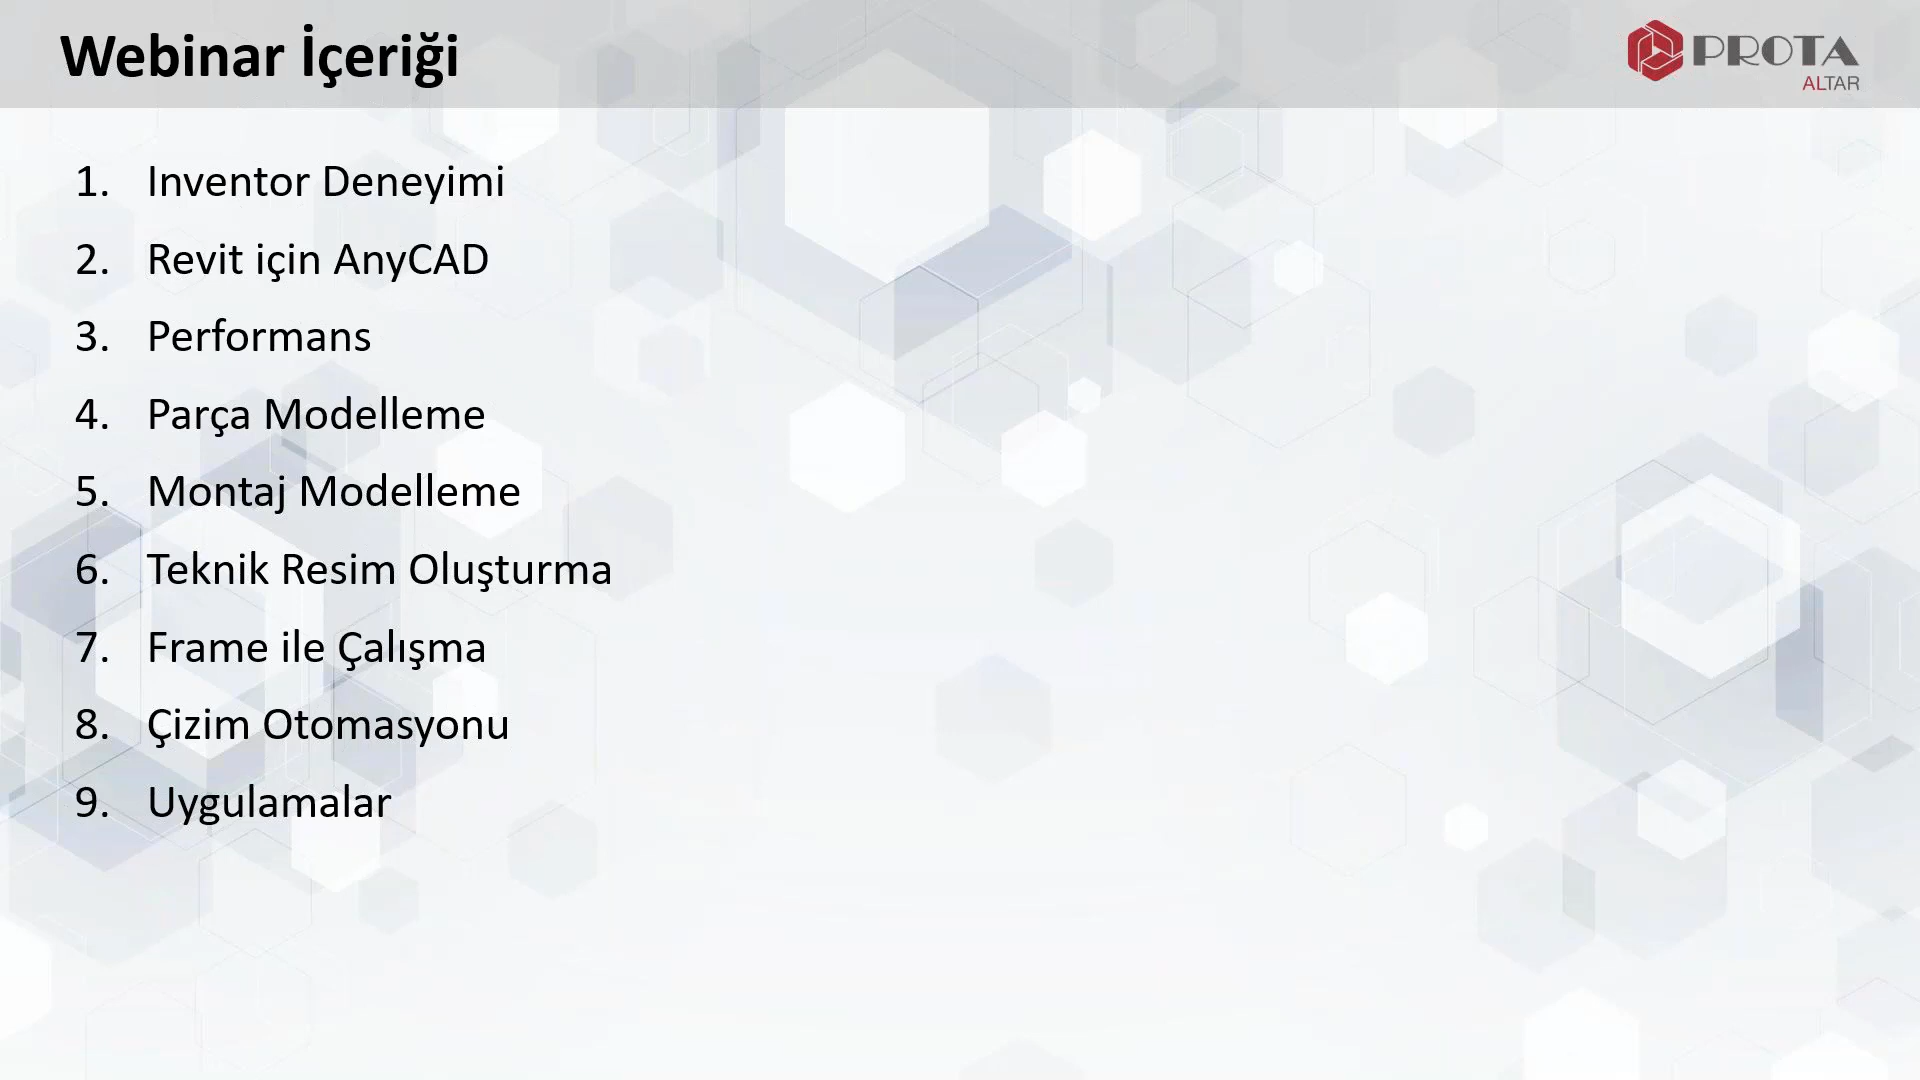 Webinar İçeriği
PROTA
ALTAR
1. Inventor Deneyimi
2. Revit için AnyCAD
3. Performans
4. Parça Modelleme
5. Montaj Modelleme
6. Teknik Resim Oluşturma
7. Frame ile Çalışma
8. Çizim Otomasyonu
9. Uygulamalar